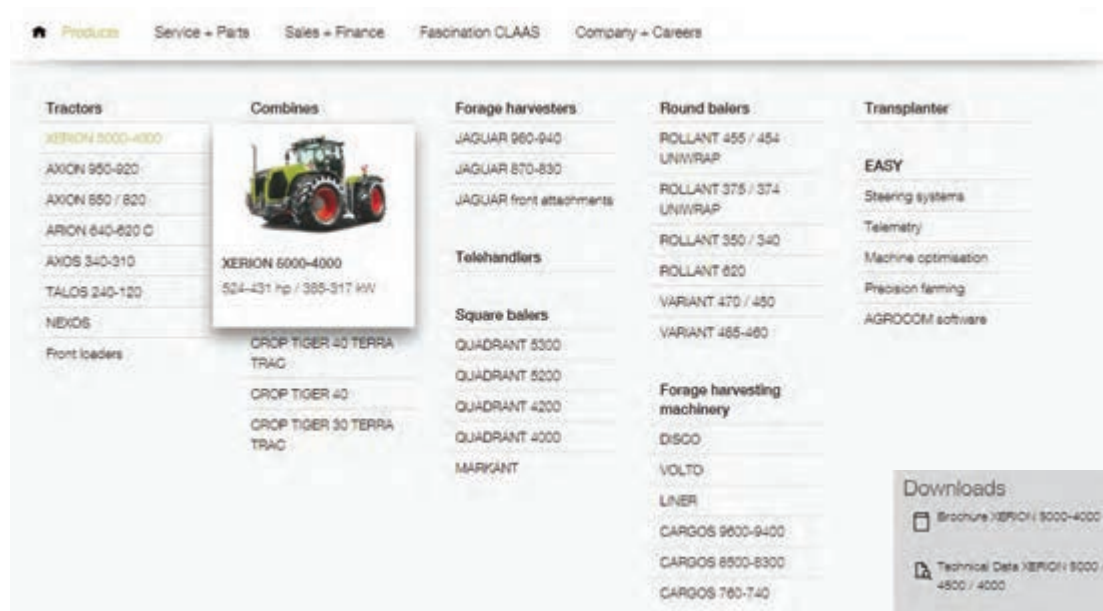 Products Service + Parts Sales + Finance Fascination CLAAS Company + Careers
Tractors
XERION 5000-4000
AXION 950-920
AXION 850 / 820
ARION 640-620 C
AXOS 340-310
TALOS 240-120
NEXOS
Front loaders
Combines
XERION 5000-4000
524-431 hp / 385-317 kW
CROP TIGER 40 TERRA
TRAC
CROP TIGER 40
CROP TIGER 30 TERRA
TRAC
Forage harvesters
JAGUAR 980-940
JAGUAR 870-830
JAGUAR front attachments
Telehandlers
Square balers
QUADRANT 5300
QUADRANT 5200
QUADRANT 4200
QUADRANT 4000
MARKANT
Round balers
ROLLANT 455 / 454
UNIWRAP
ROLLANT 375 / 374
UNIWRAP
ROLLANT 350 / 340
ROLLANT 620
VARIANT 470 / 450
VARIANT 485-460
Forage harvesting
machinery
DISCO
VOLTO
LINER
CARGOS 9600-9400
CARGOS 8500-8300
CARGOS 760-740
Transplanter
EASY
Steering systems
Telemetry
Machine optimisation
Precision farming
AGROCOM software
Downloads
Brochure XERION 5000-4000
Technical Data XERION 5000 /
4500 / 4000